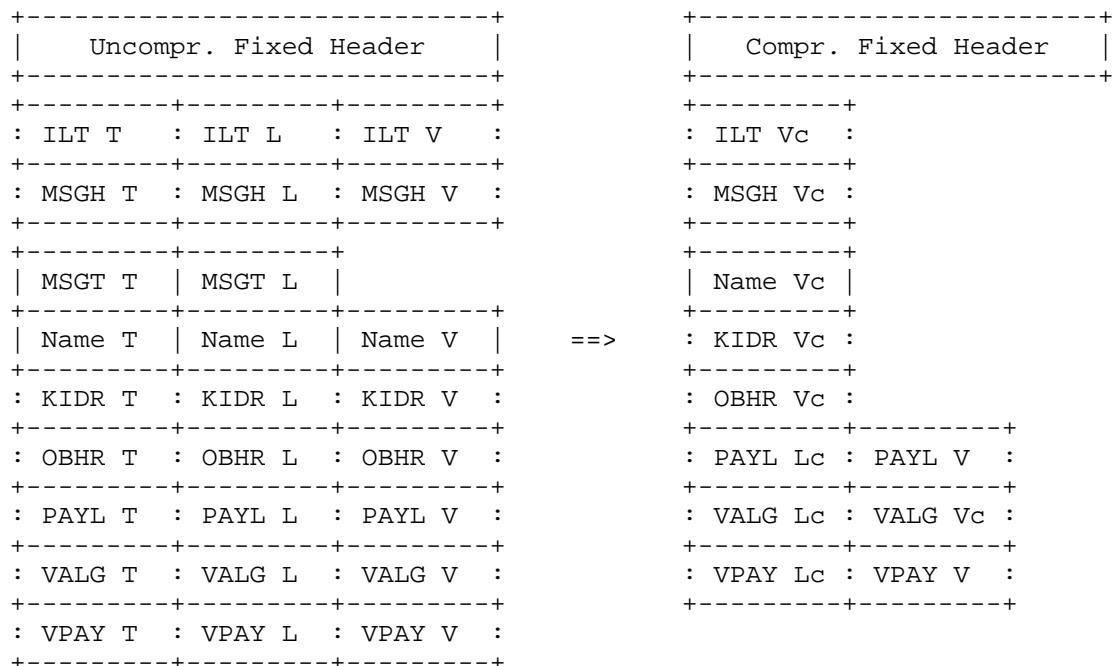 +-----------------------------+           +-------------------------+
|    Uncompr. Fixed Header    |           |   Compr. Fixed Header   |
+-----------------------------+           +-------------------------+
+---------+---------+---------+           +---------+
: ILT T   : ILT L   : ILT V   :           : ILT Vc  :
+---------+---------+---------+           +---------+
: MSGH T  : MSGH L  : MSGH V  :           : MSGH Vc :
+---------+---------+---------+           +---------+
+---------+---------+                     +---------+
| MSGT T  | MSGT L  |                     | Name Vc |
+---------+---------+---------+           +---------+
| Name T  | Name L  | Name V  |    ==>    : KIDR Vc :
+---------+---------+---------+           +---------+
: KIDR T  : KIDR L  : KIDR V  :           : OBHR Vc :
+---------+---------+---------+           +---------+---------+
: OBHR T  : OBHR L  : OBHR V  :           : PAYL Lc : PAYL V  :
+---------+---------+---------+           +---------+---------+
: PAYL T  : PAYL L  : PAYL V  :           : VALG Lc : VALG Vc :
+---------+---------+---------+           +---------+---------+
: VALG T  : VALG L  : VALG V  :           : VPAY Lc : VPAY V  :
+---------+---------+---------+           +---------+---------+
: VPAY T  : VPAY L  : VPAY V  :
+---------+---------+---------+